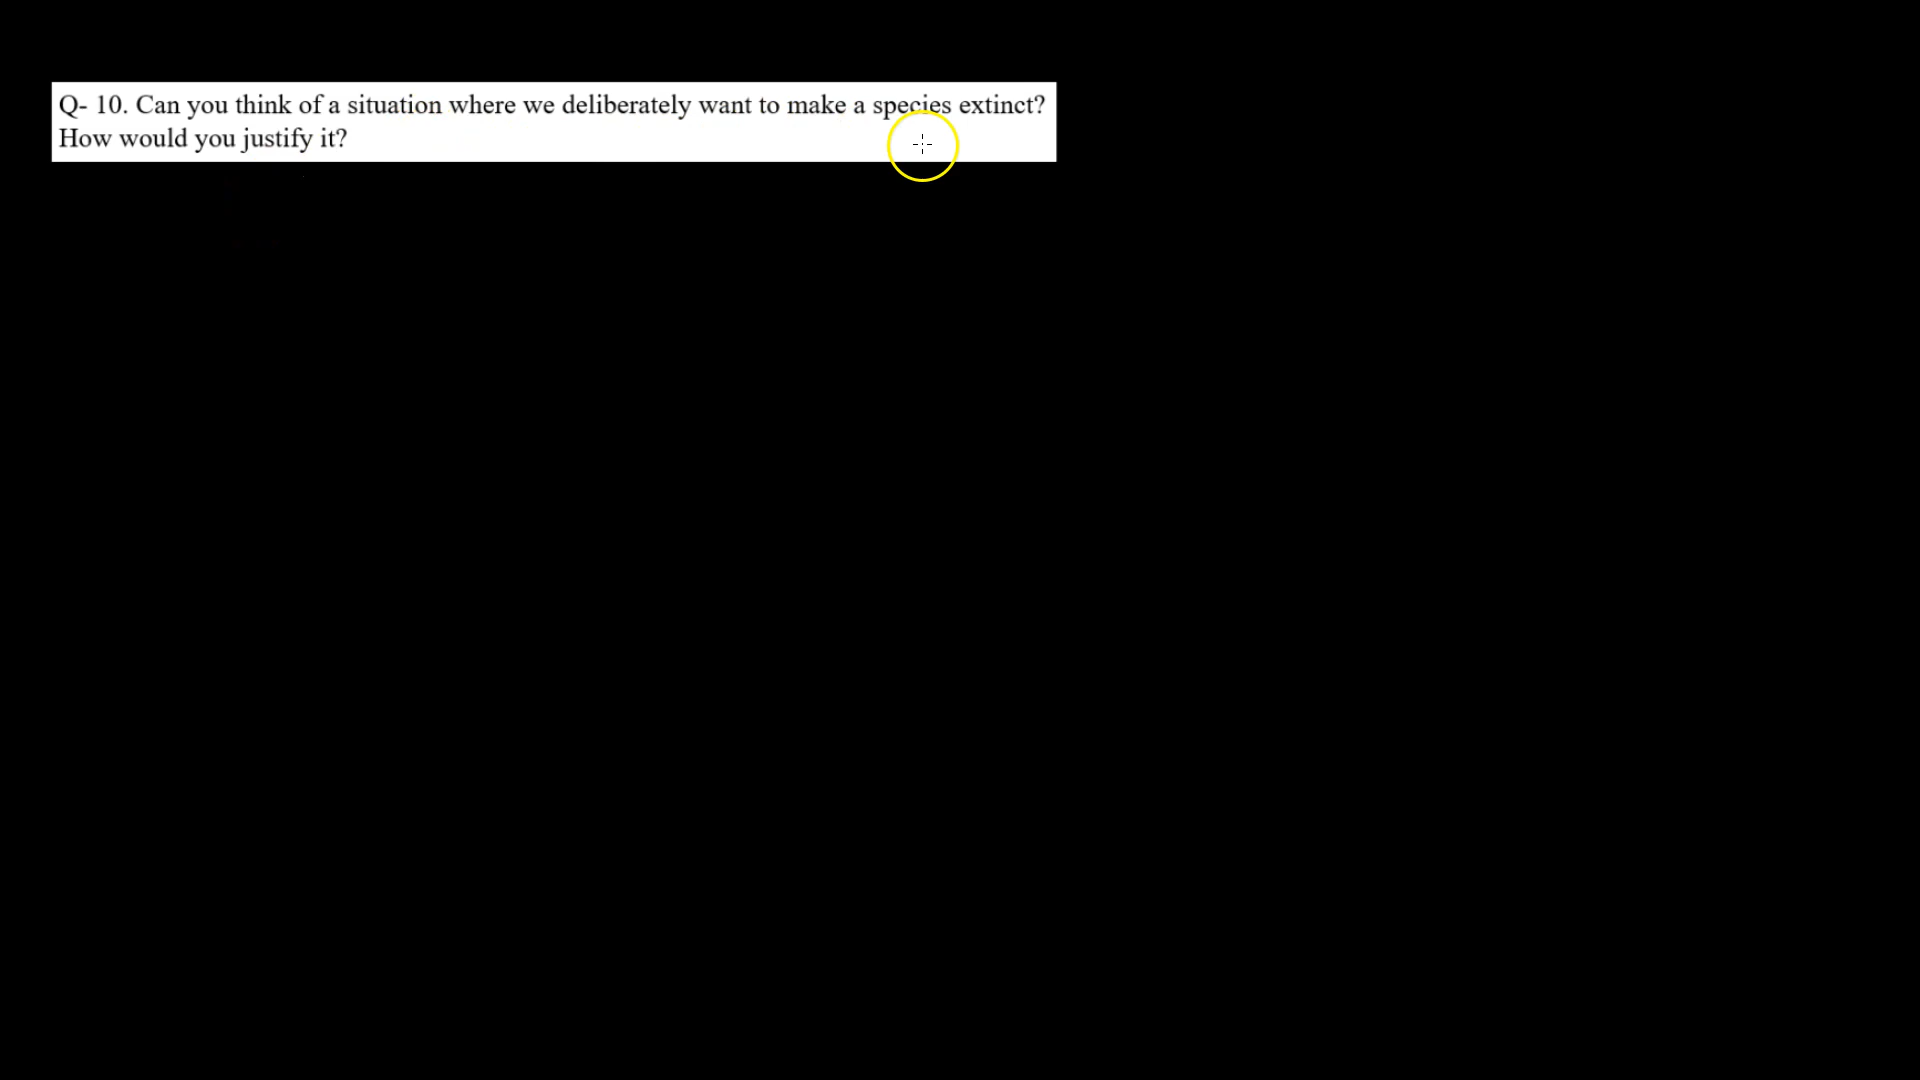 Q- 10. Can you think of a situation where we deliberately want to make a species extinct?
How would you justify it?